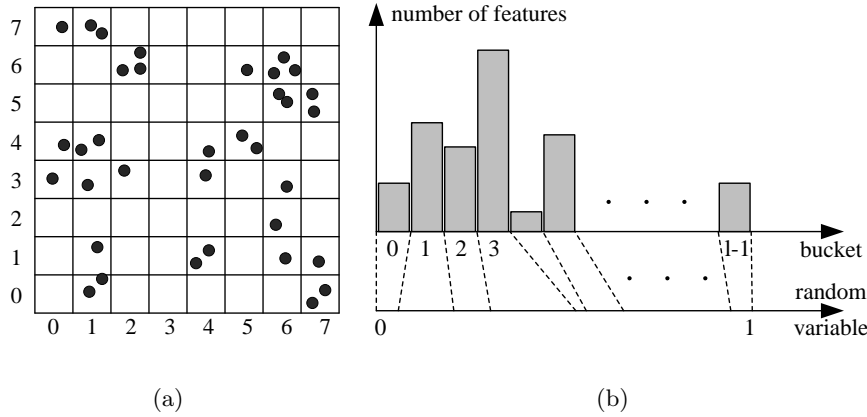 7
6
5
4
3
2
1
0
0 1 2 3 4 5 6 7
(a)
number of features
0 1 2 3 . . . l-1 bucket
. . .
random
0 1 variable
(b)